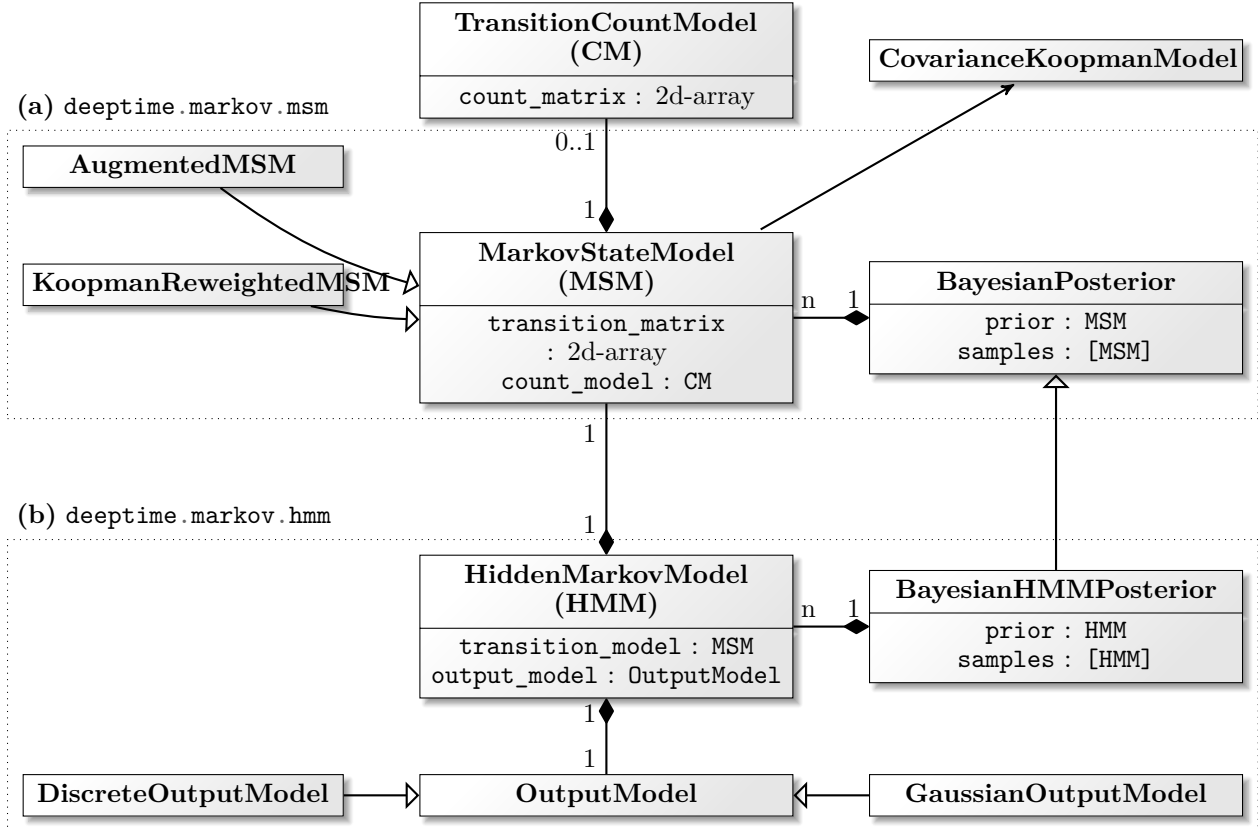 TransitionCountModel
(CM)
count_matrix : 2d-array
CovarianceKoopmanModel
(a) deeptime.markov.msm
0..1
1
AugmentedMSM
KoopmanReweightedMSM
MarkovStateModel
(MSM)
transition_matrix
: 2d-array
count_model : CM
n 1
BayesianPosterior
prior : MSM
samples : [MSM]
1
1
(b) deeptime.markov.hmm
HiddenMarkovModel
(HMM)
transition_model : MSM
output_model : OutputModel
n 1
BayesianHMMPosterior
prior : HMM
samples : [HMM]
1
1
DiscreteOutputModel
OutputModel
GaussianOutputModel